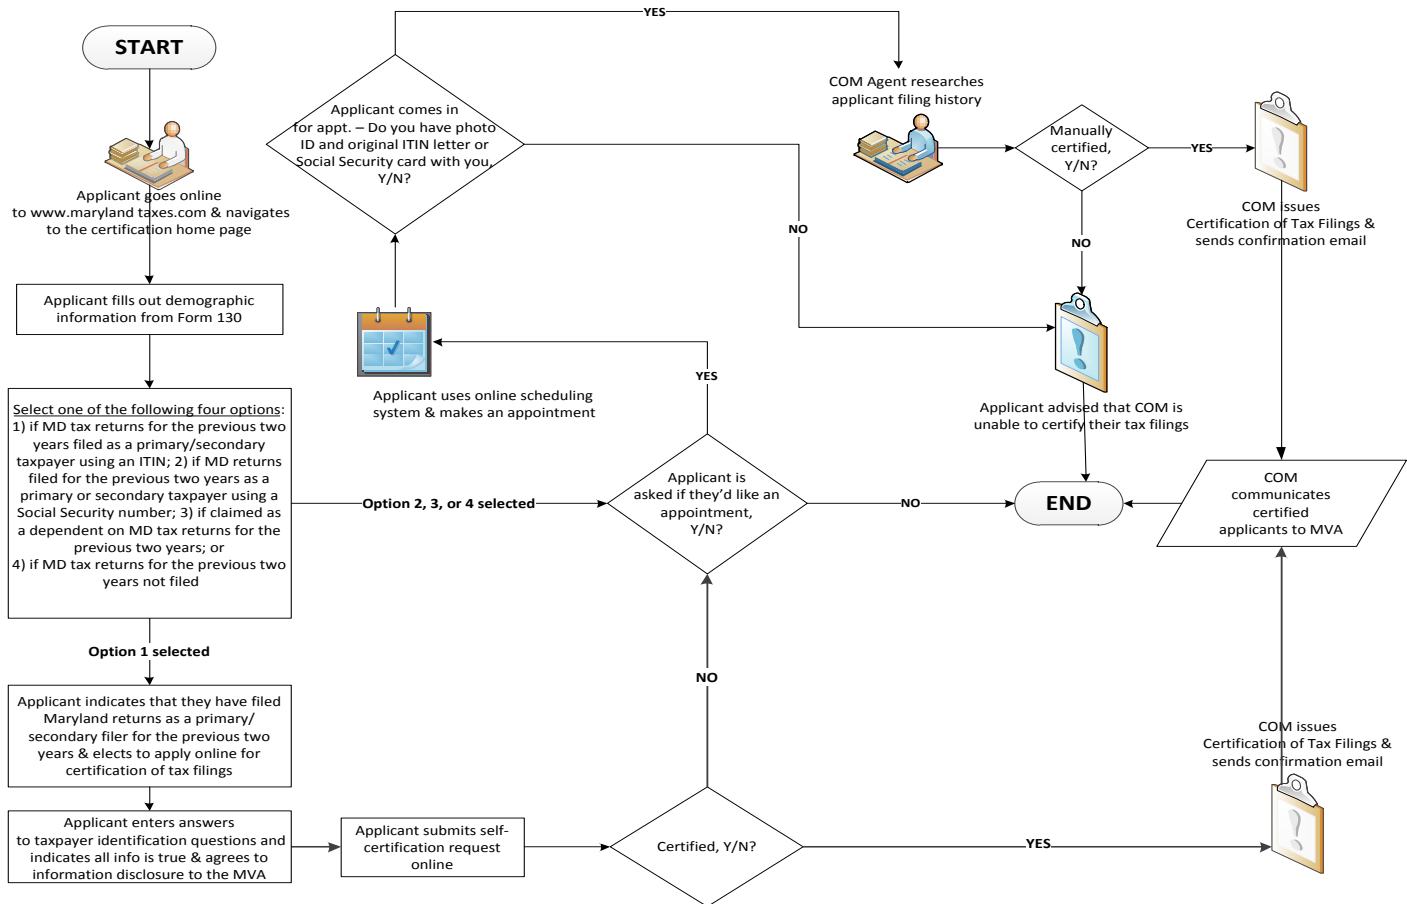 START
Applicant goes online
to www.maryland taxes.com & navigates
to the certification home page
Applicant fills out demographic
information from Form 130
Select one of the following four options:
1) if MD tax returns for the previous two
years filed as a primary/secondary
taxpayer using an ITIN; 2) if MD returns
filed for the previous two years as a
primary or secondary taxpayer using a
Social Security number; 3) if claimed as
a dependent on MD tax returns for the
previous two years; or
4) if MD tax returns for the previous two
years not filed
Option 1 selected
Applicant indicates that they have filed
Maryland returns as a primary/
secondary filer for the previous two
years & elects to apply online for
certification of tax filings
Applicant enters answers
to taxpayer identification questions and
indicates all info is true & agrees to
information disclosure to the MVA
Applicant submits self-
certification request
online
Certified, Y/N?
YES
NO
COM issues
Certification of Tax Filings &
sends confirmation email
Option 2, 3, or 4 selected
Applicant is
asked if they'd like an
appointment,
Y/N?
NO
YES
Applicant uses online scheduling
system & makes an appointment
Applicant comes in
for appt. – Do you have photo
ID and original ITIN letter or
Social Security card with you,
Y/N?
YES
NO
COM Agent researches
applicant filing history
Manually
certified,
Y/N?
YES
NO
COM issues
Certification of Tax Filings &
sends confirmation email
Applicant advised that COM is
unable to certify their tax filings
COM
communicates
certified
applicants to MVA
END